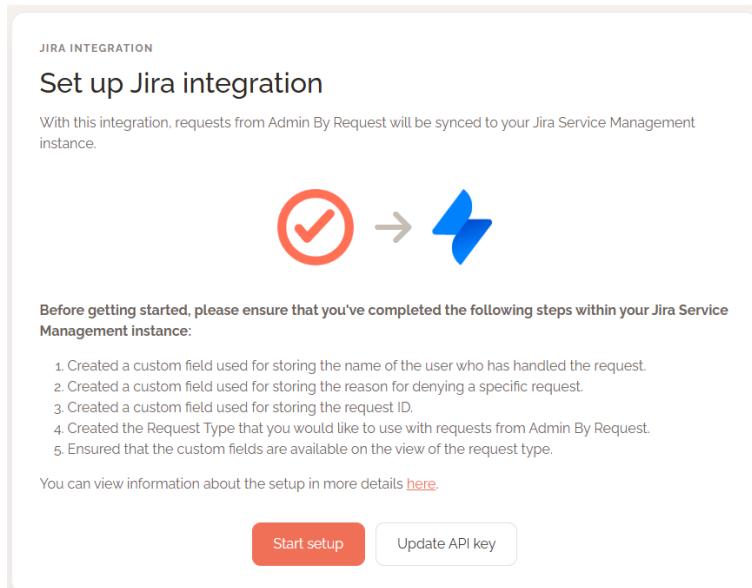 JIRA INTEGRATION
Set up Jira integration
With this integration, requests from Admin By Request will be synced to your Jira Service Management
instance.
Before getting started, please ensure that you've completed the following steps within your Jira Service
Management instance:
1. Created a custom field used for storing the name of the user who has handled the request.
2. Created a custom field used for storing the reason for denying a specific request.
3. Created a custom field used for storing the request ID.
4. Created the Request Type that you would like to use with requests from Admin By Request.
5. Ensured that the custom fields are available on the view of the request type.
You can view information about the setup in more details here.
Start setup
Update API key